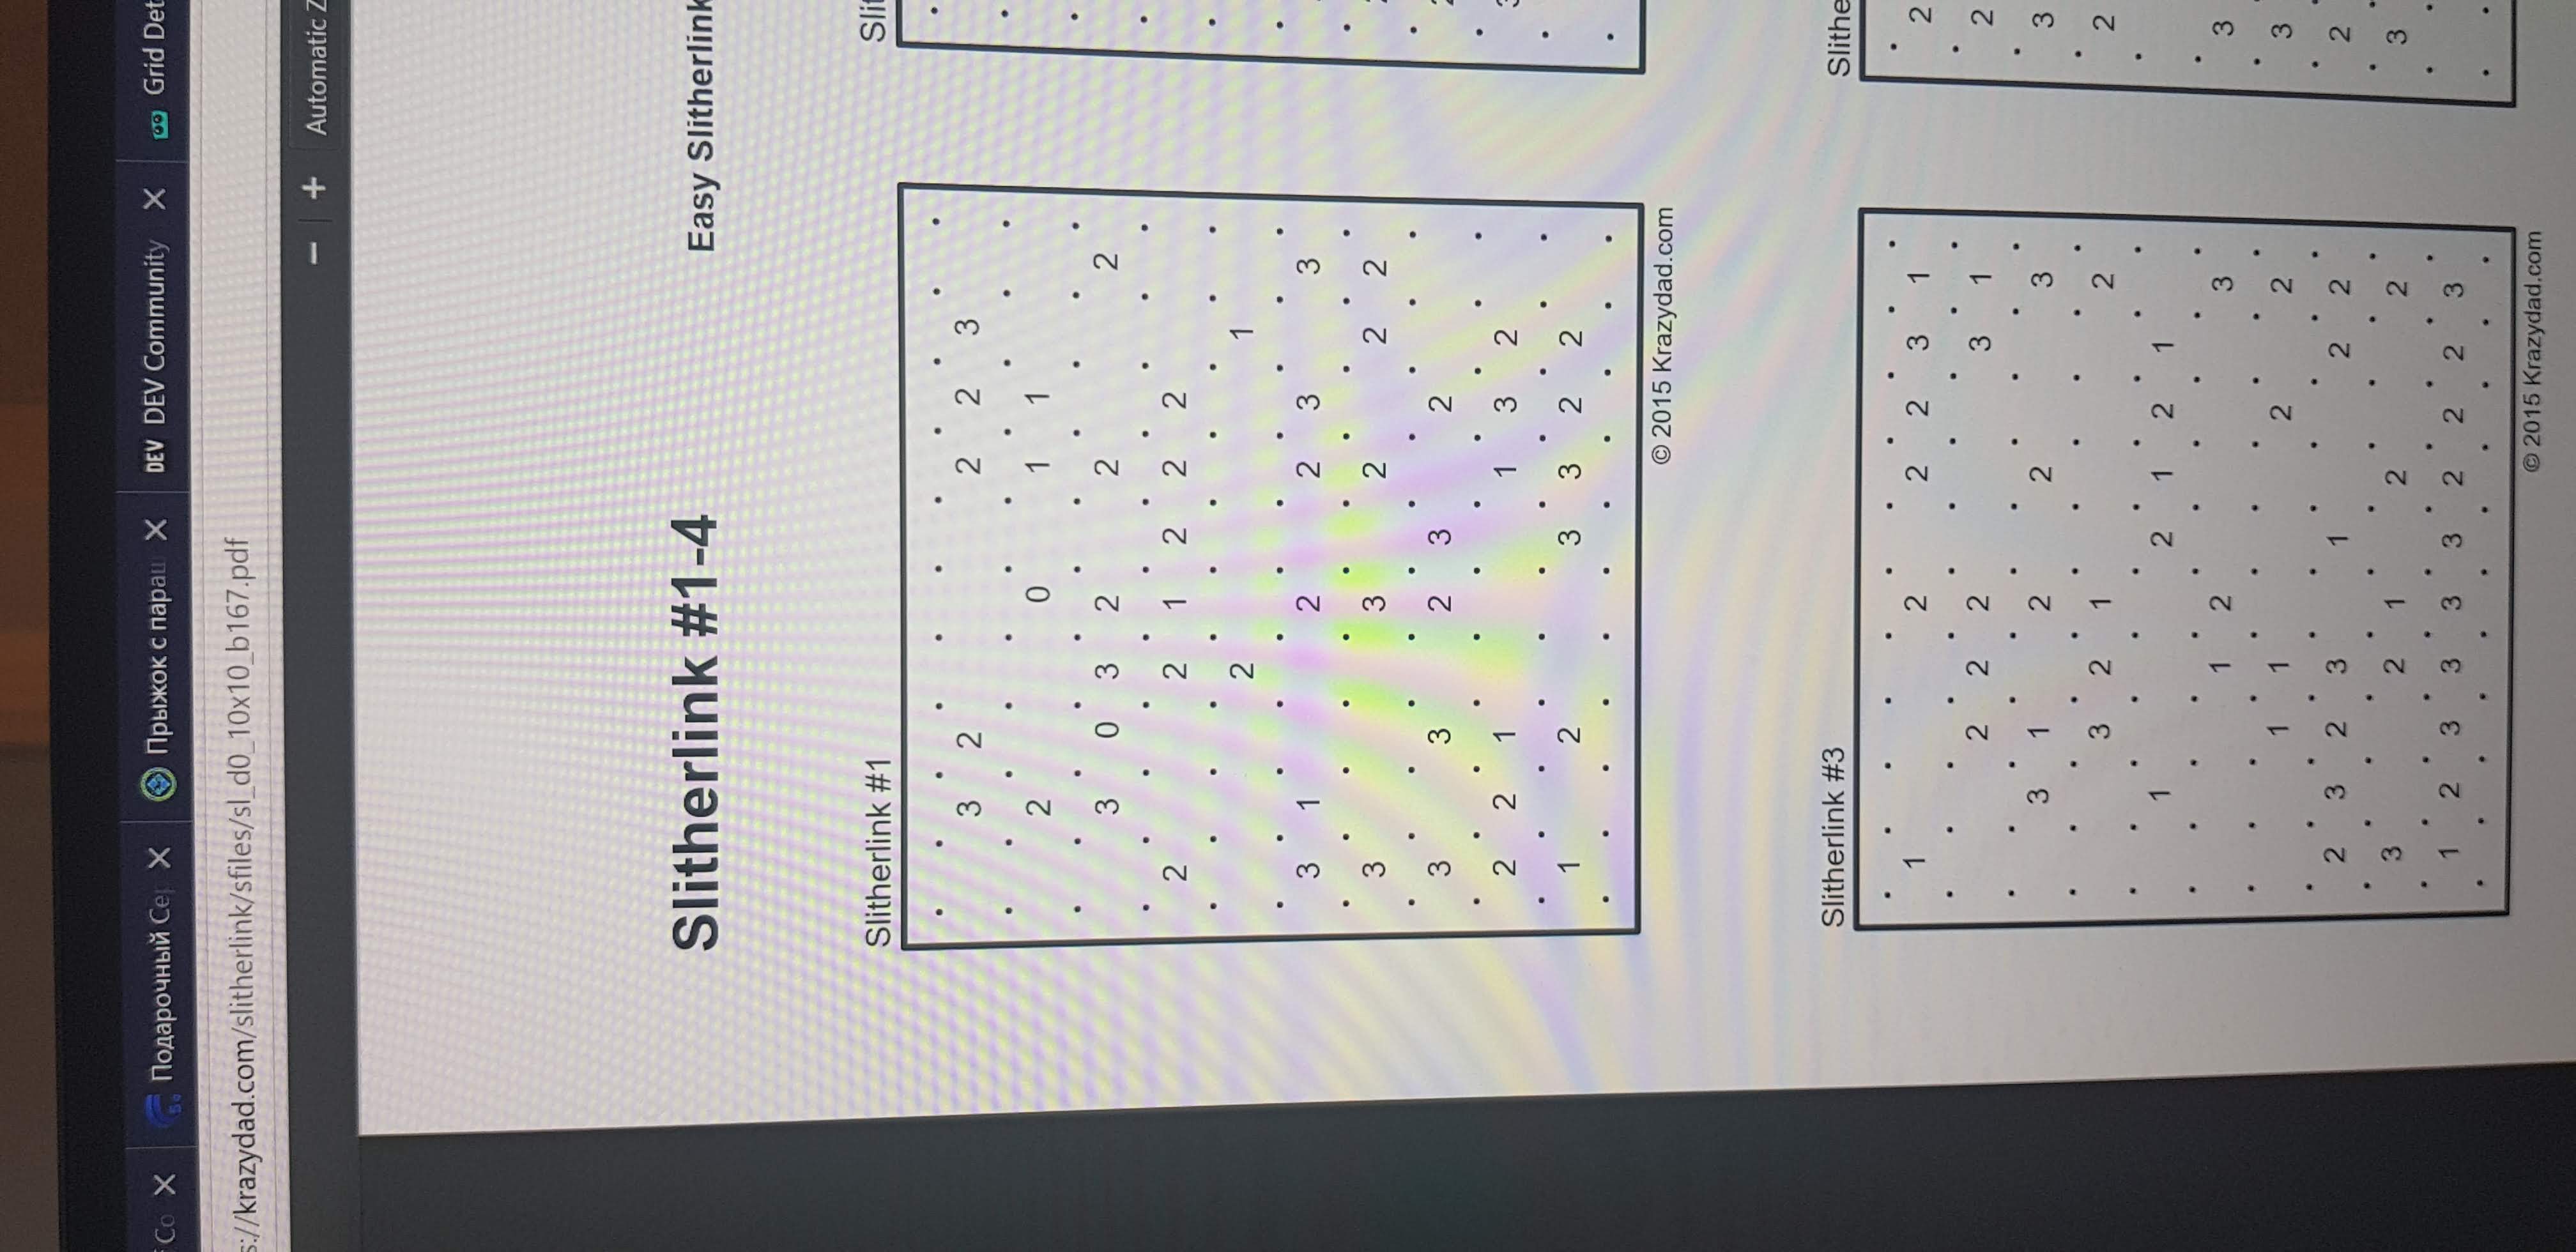 Co Подарочный Се Прыжок с параш DEV DEV Community Grid Det
s://krazydad.com/slitherlink/sfiles/sl_d0_10x10_b167.pdf
− + Automatic Z
Slitherlink #1-4 Easy Slitherlink
Slitherlink #1 Slit
3 2 2 2 3
2 0 1 1
3 0 3 2 2 2
2 2 1 2 2 2
2 1
3 1 2 2 3 3
3 3 2 2 2
3 3 2 3 2
2 2 1 1 3 2
1 2 3 3 2 2
© 2015 Krazydad.com
Slitherlink #3 Slithe
1 2 2 2 3 1 2
2 2 2 3 1 2
3 1 2 2 3 3
3 2 1 2 2
1 2 1 2 1
1 2 3 3
1 1 2 2 3
2 3 2 3 1 2 2 2
3 2 1 2 2 3
1 2 3 3 3 3 2 2 2 3
© 2015 Krazydad.com